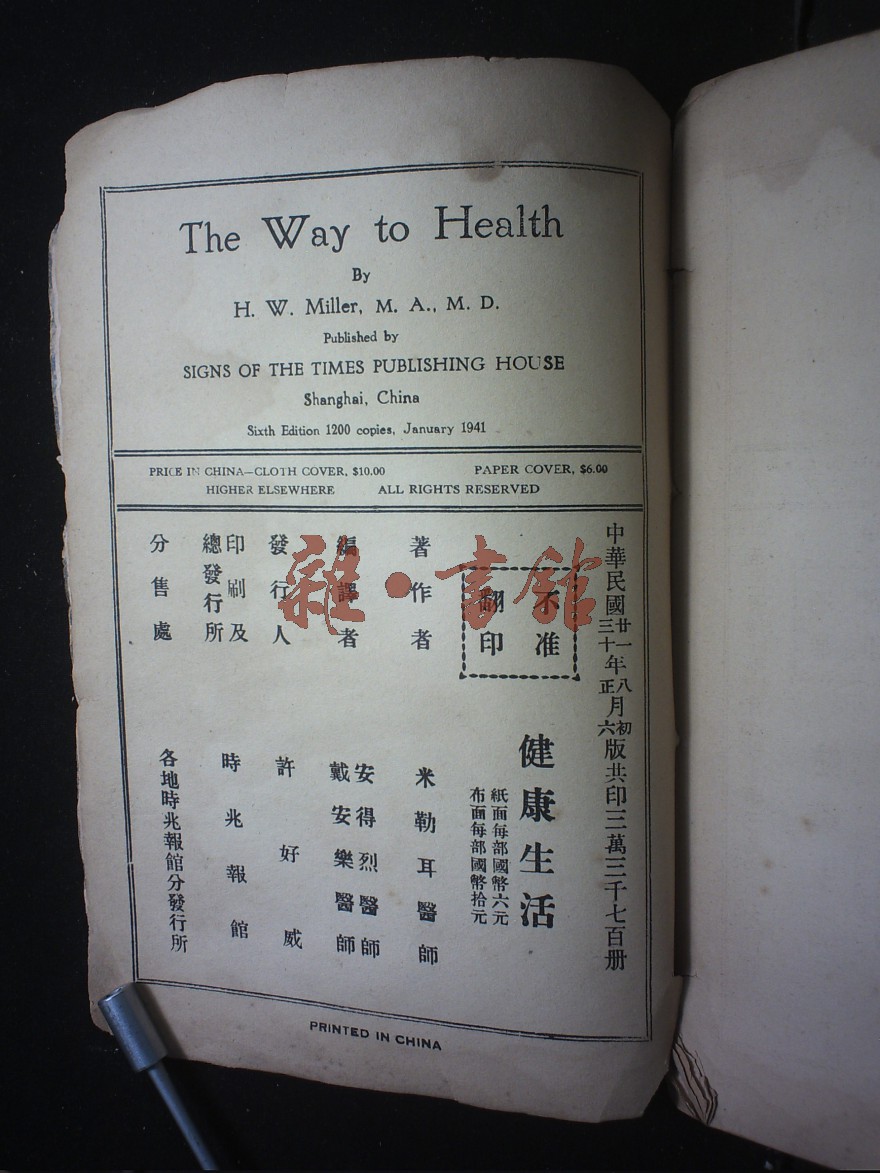 The Way to Health
By
H. W. Miller, M. A., M. D.
Published by
SIGNS OF THE TIMES PUBLISHING HOUSE
Shanghai, China
Sixth Edition 1200 copies, January 1941
PRICE IN CHINA—CLOTH COVER, $10.00 PAPER COVER, $6.00
HIGHER ELSEWHERE ALL RIGHTS RESERVED
中華民國廿一年八月初版共印三萬三千七百册
三十年正月六版
不准
翻印
健康生活
紙面每部國幣六元
布面每部國幣拾元
著作者 米勒耳醫師
編譯者 安得烈醫師
戴安樂醫師
發行人 許好威
印刷及
總發行所 時兆報館
分售處 各地時兆報館分發行所
PRINTED IN CHINA
雜·書館